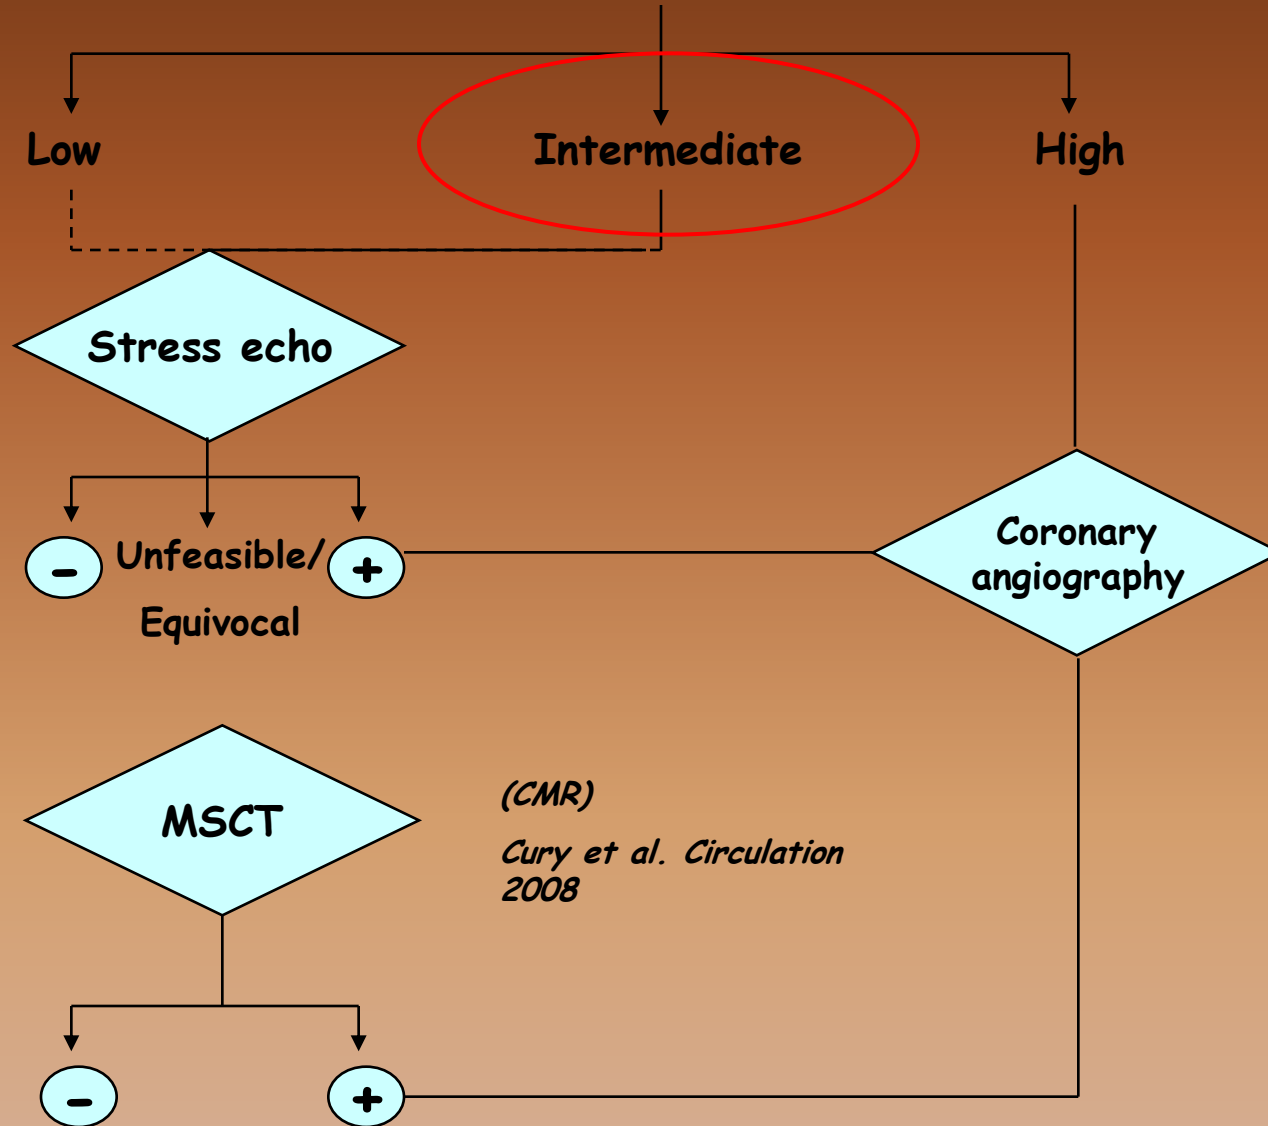 Low
Intermediate
High
Stress echo
-
Unfeasible/
Equivocal
+
Coronary
angiography
MSCT
(CMR)
Cury et al. Circulation
2008
-
+